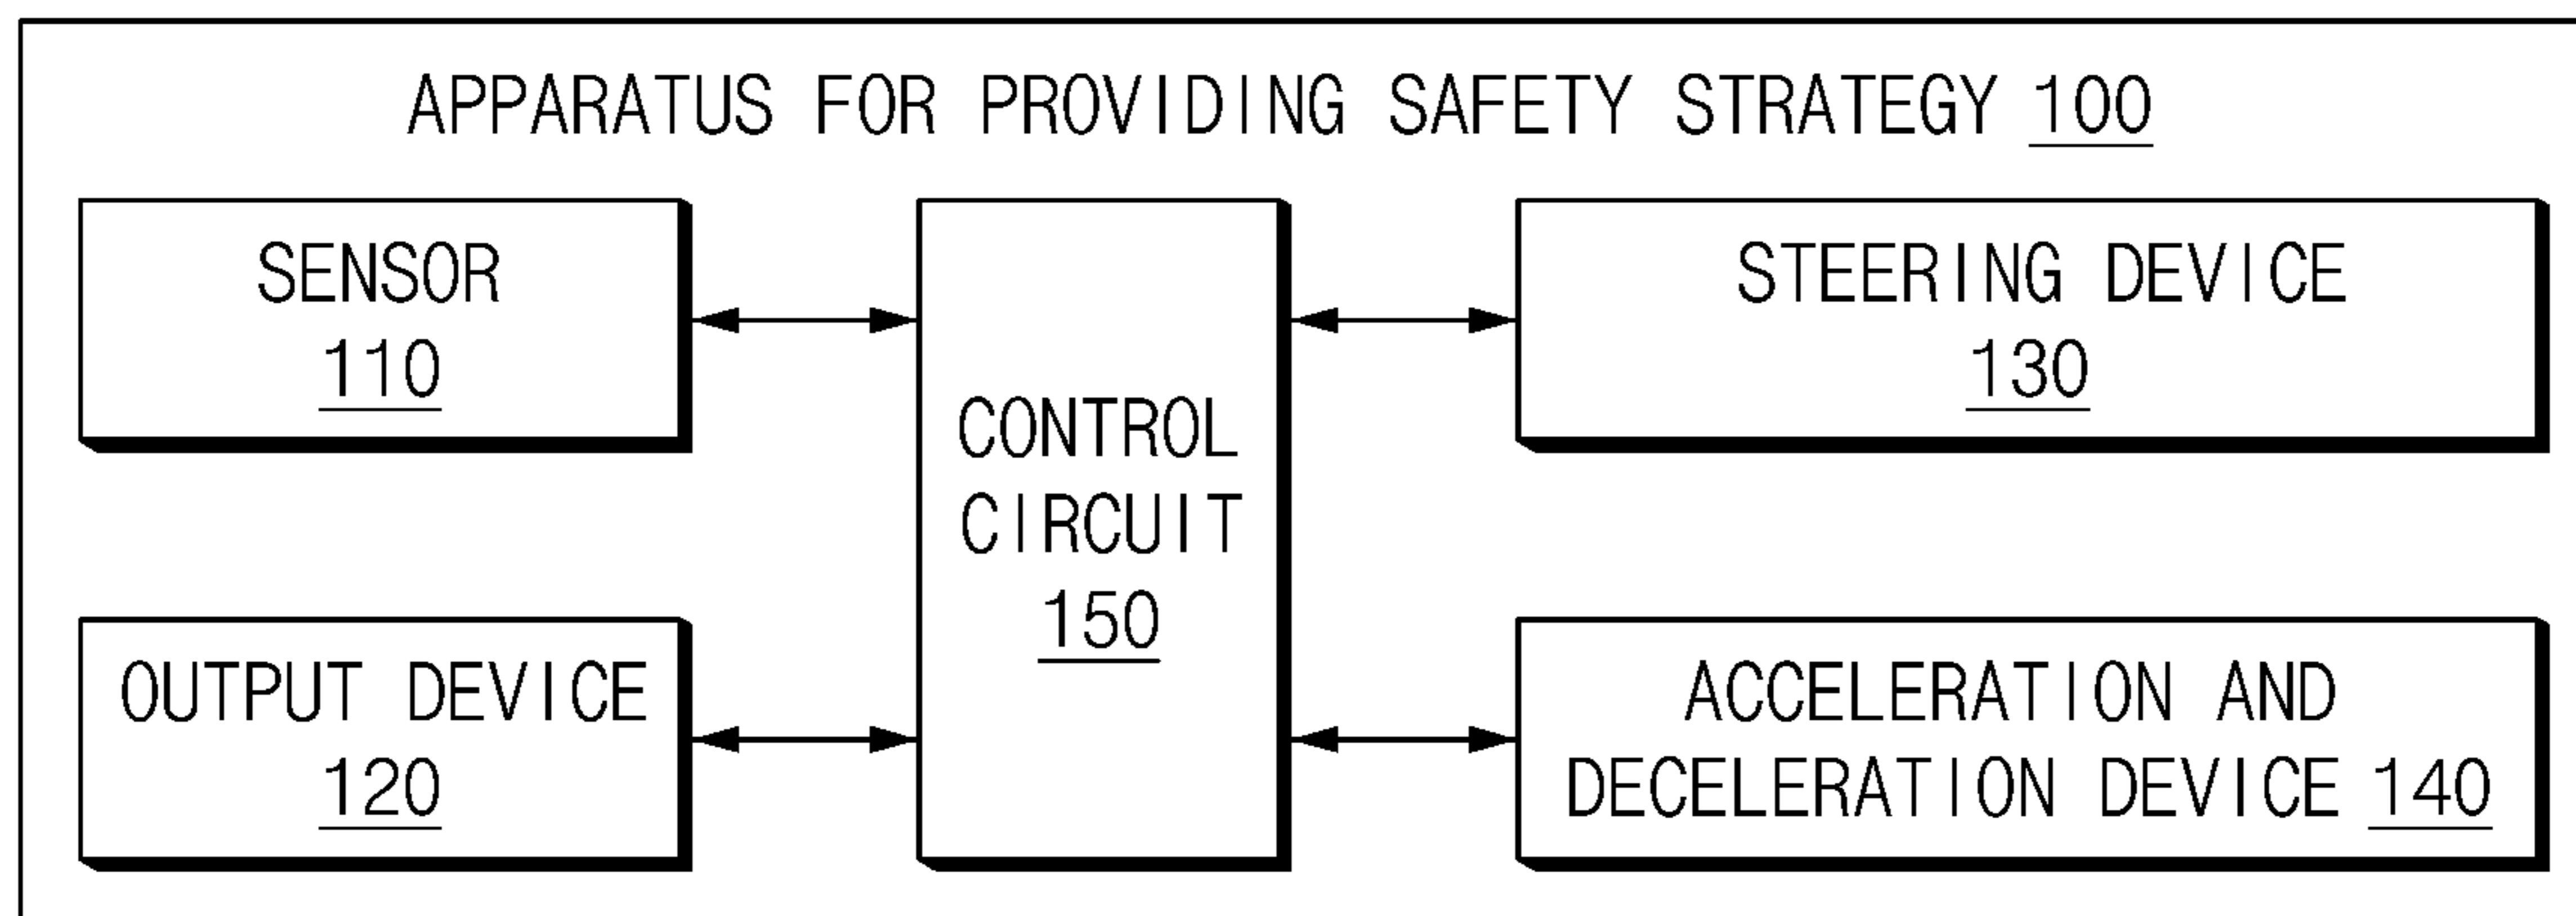 APPARATUS FOR PROVIDING SAFETY STRATEGY 100
SENSOR
110
OUTPUT DEVICE
120
CONTROL
CIRCUIT
150
STEERING DEVICE
130
ACCELERATION AND
DECELERATION DEVICE 140